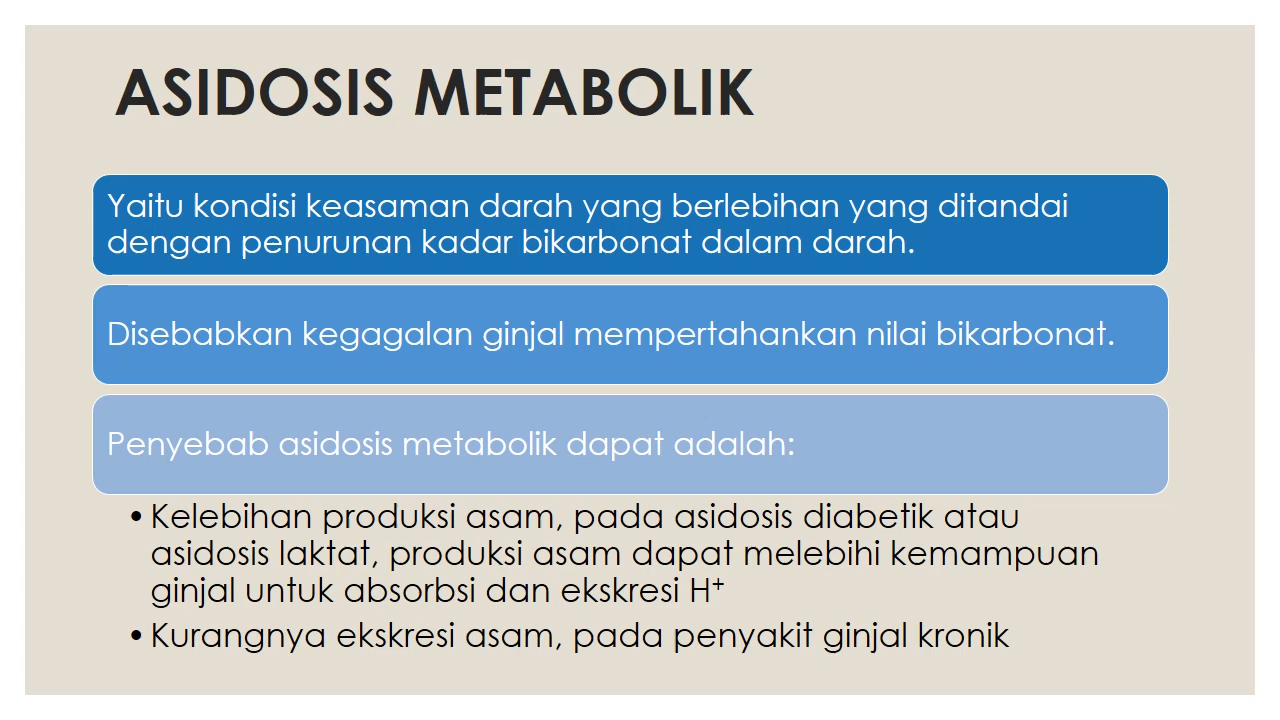 ASIDOSIS METABOLIK
Yaitu kondisi keasaman darah yang berlebihan yang ditandai
dengan penurunan kadar bikarbonat dalam darah.
Disebabkan kegagalan ginjal mempertahankan nilai bikarbonat.
Penyebab asidosis metabolik dapat adalah:
• Kelebihan produksi asam, pada asidosis diabetik atau
asidosis laktat, produksi asam dapat melebihi kemampuan
ginjal untuk absorbsi dan ekskresi H⁺
• Kurangnya ekskresi asam, pada penyakit ginjal kronik